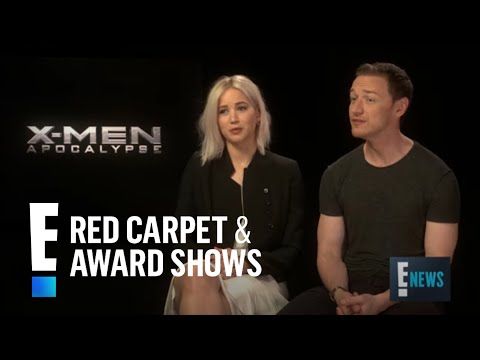 X-MEN
APOCALYPSE
E RED CARPET &
AWARD SHOWS
E NEWS